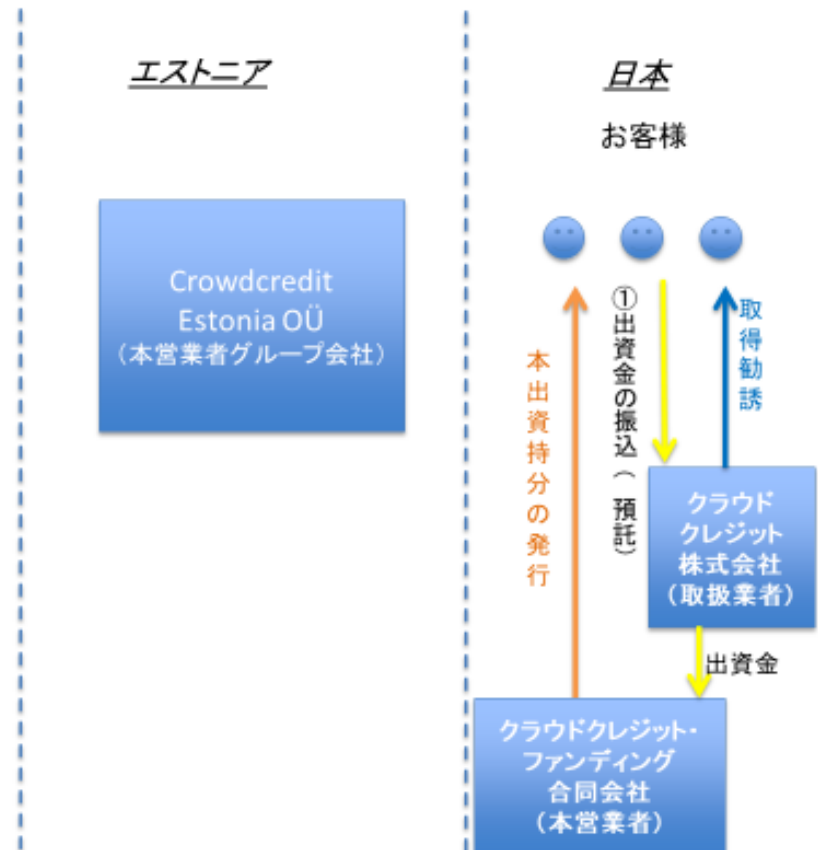 エストニア
日本
お客様
Crowdcredit
Estonia OÜ
（本営業者グループ会社）
本出資持分の発行
①出資金の振込（預託）
取得勧誘
クラウド
クレジット
株式会社
（取扱業者）
出資金
クラウドクレジット・
ファンディング
合同会社
（本営業者）